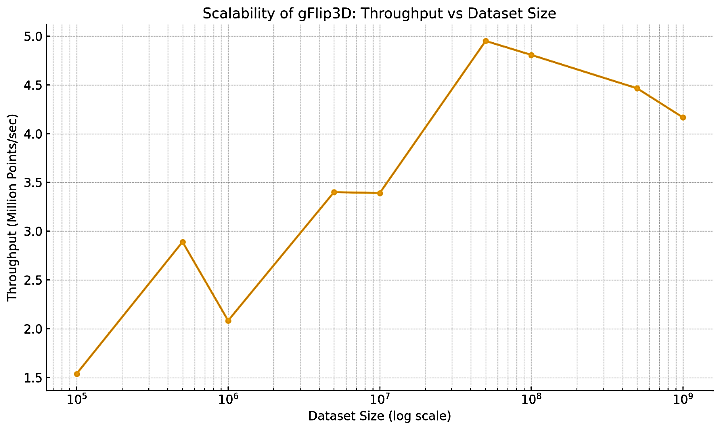 Scalability of gFlip3D: Throughput vs Dataset Size
Throughput (Million Points/sec)
5.0
4.5
4.0
3.5
3.0
2.5
2.0
1.5
10⁵ 10⁶ 10⁷ 10⁸ 10⁹
Dataset Size (log scale)